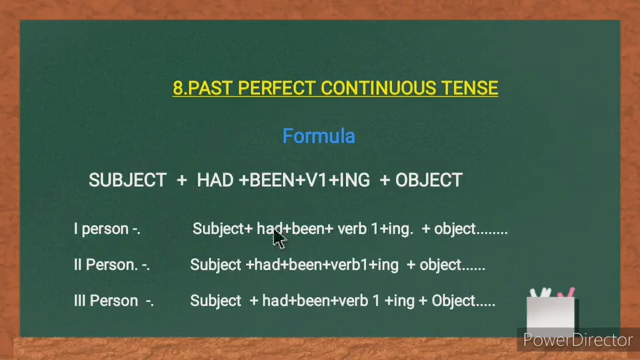 8.PAST PERFECT CONTINUOUS TENSE
Formula
SUBJECT + HAD +BEEN+V1+ING + OBJECT
I person -. Subject+ had+been+ verb 1+ing. + object........
II Person. -. Subject +had+been+verb1+ing + object......
III Person -. Subject + had+been+verb 1 +ing + Object.....
PowerDirector